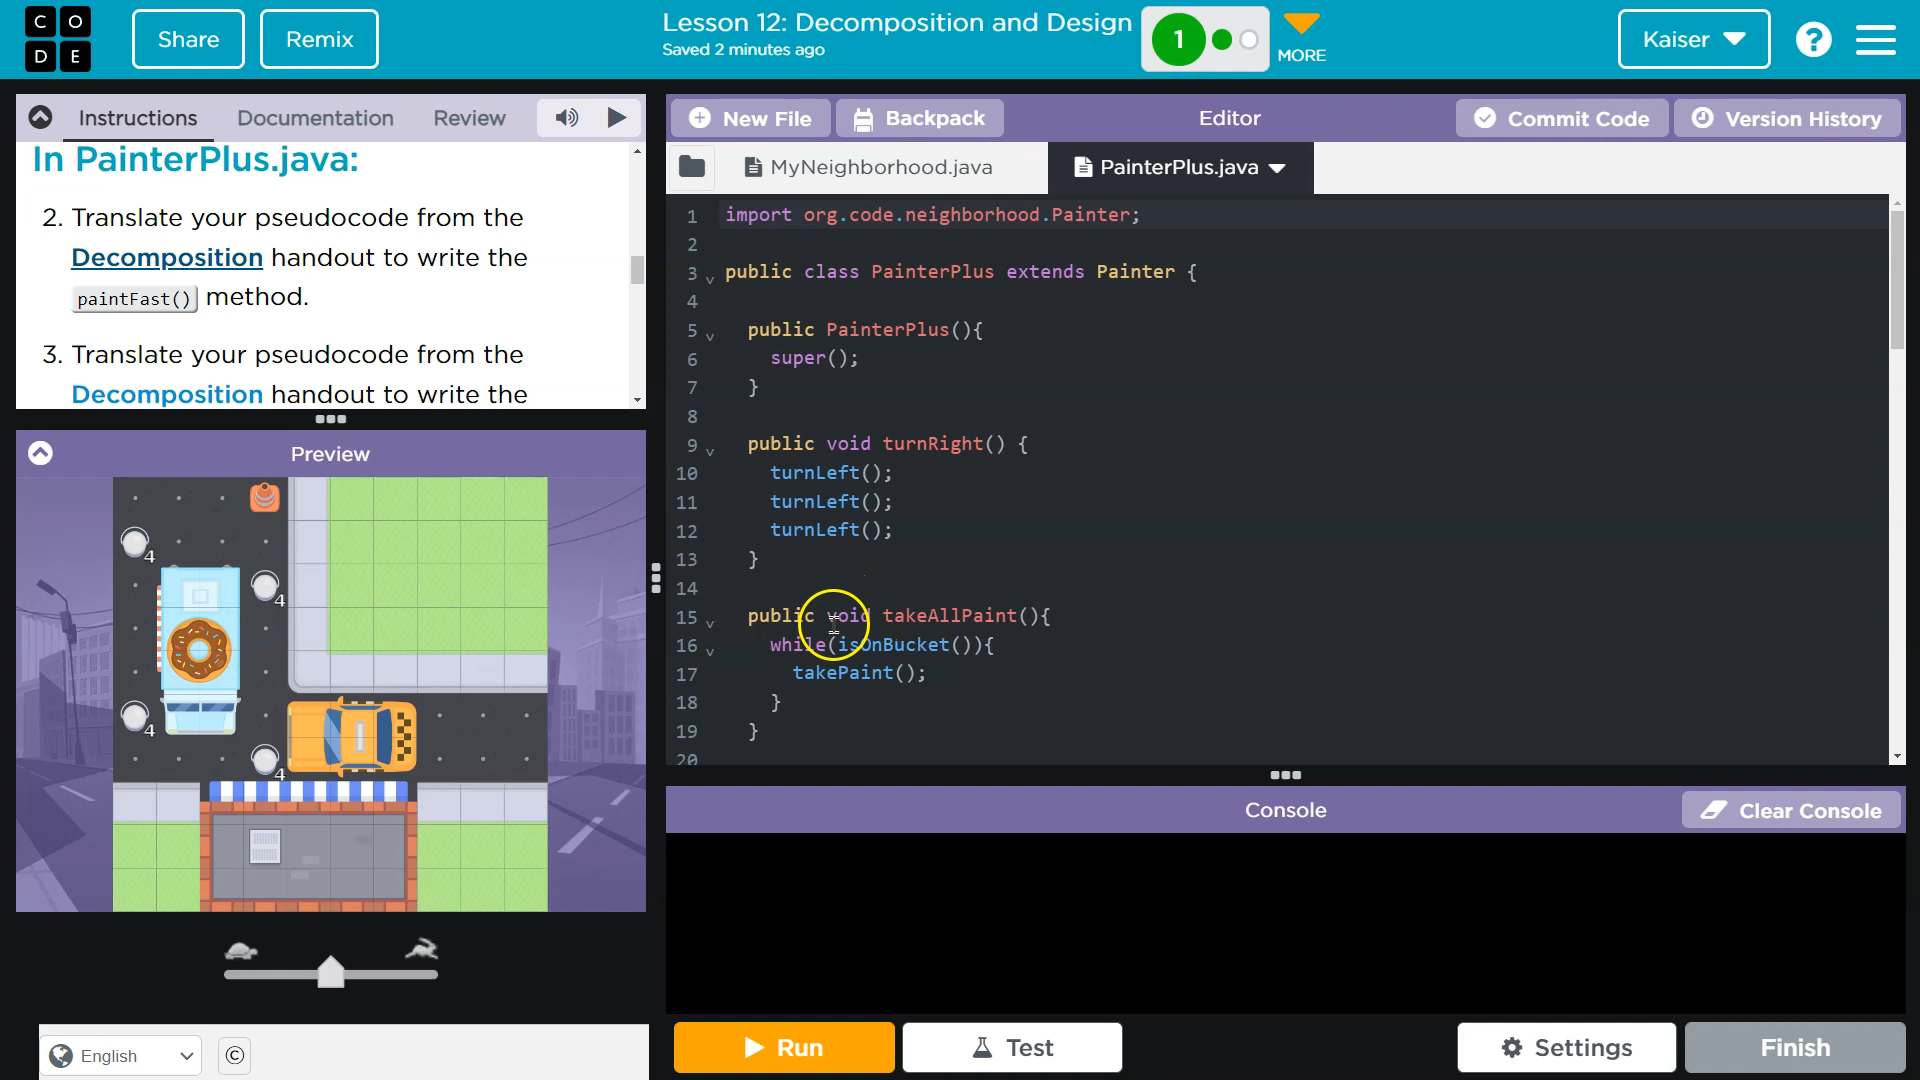 C O
D E
Share
Remix
Lesson 12: Decomposition and Design
Saved 2 minutes ago
1
MORE
Kaiser
?
Instructions
Documentation
Review
In PainterPlus.java:
2. Translate your pseudocode from the
Decomposition handout to write the
paintFast() method.
3. Translate your pseudocode from the
Decomposition handout to write the
Preview
4
4
4
4
English
©
New File
Backpack
Editor
Commit Code
Version History
MyNeighborhood.java
PainterPlus.java
1 import org.code.neighborhood.Painter;
2
3 public class PainterPlus extends Painter {
4
5 public PainterPlus(){
6 super();
7 }
8
9 public void turnRight() {
10 turnLeft();
11 turnLeft();
12 turnLeft();
13 }
14
15 public void takeAllPaint(){
16 while(isOnBucket()){
17 takePaint();
18 }
19 }
20
Console
Clear Console
Run
Test
Settings
Finish